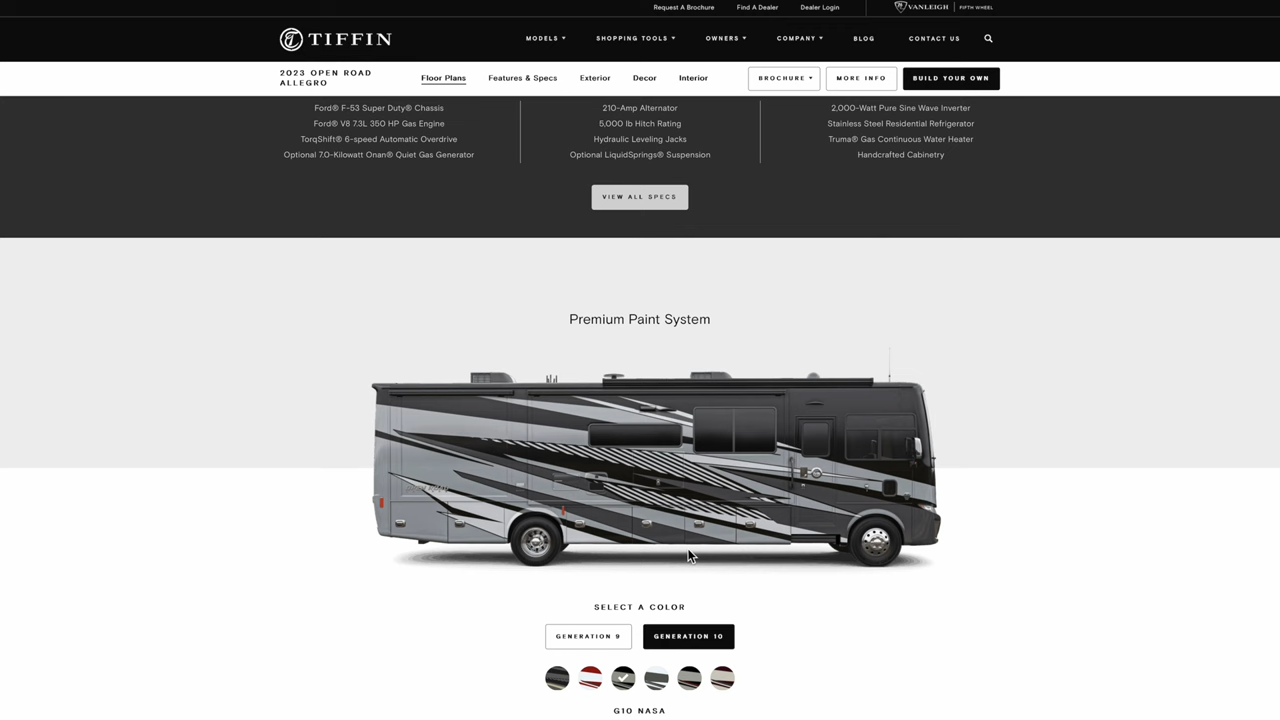 Request A Brochure Find A Dealer Dealer Login VANLEIGH FIFTH WHEEL
TIFFIN MODELS SHOPPING TOOLS OWNERS COMPANY BLOG CONTACT US
2023 OPEN ROAD
ALLEGRO
Floor Plans Features & Specs Exterior Decor Interior BROCHURE MORE INFO BUILD YOUR OWN
Ford® F-53 Super Duty® Chassis 210-Amp Alternator 2,000-Watt Pure Sine Wave Inverter
Ford® V8 7.3L 350 HP Gas Engine 5,000 lb Hitch Rating Stainless Steel Residential Refrigerator
TorqShift® 6-speed Automatic Overdrive Hydraulic Leveling Jacks Truma® Gas Continuous Water Heater
Optional 7.0-Kilowatt Onan® Quiet Gas Generator Optional LiquidSprings® Suspension Handcrafted Cabinetry
VIEW ALL SPECS
Premium Paint System
SELECT A COLOR
GENERATION 9 GENERATION 10
G10 NASA